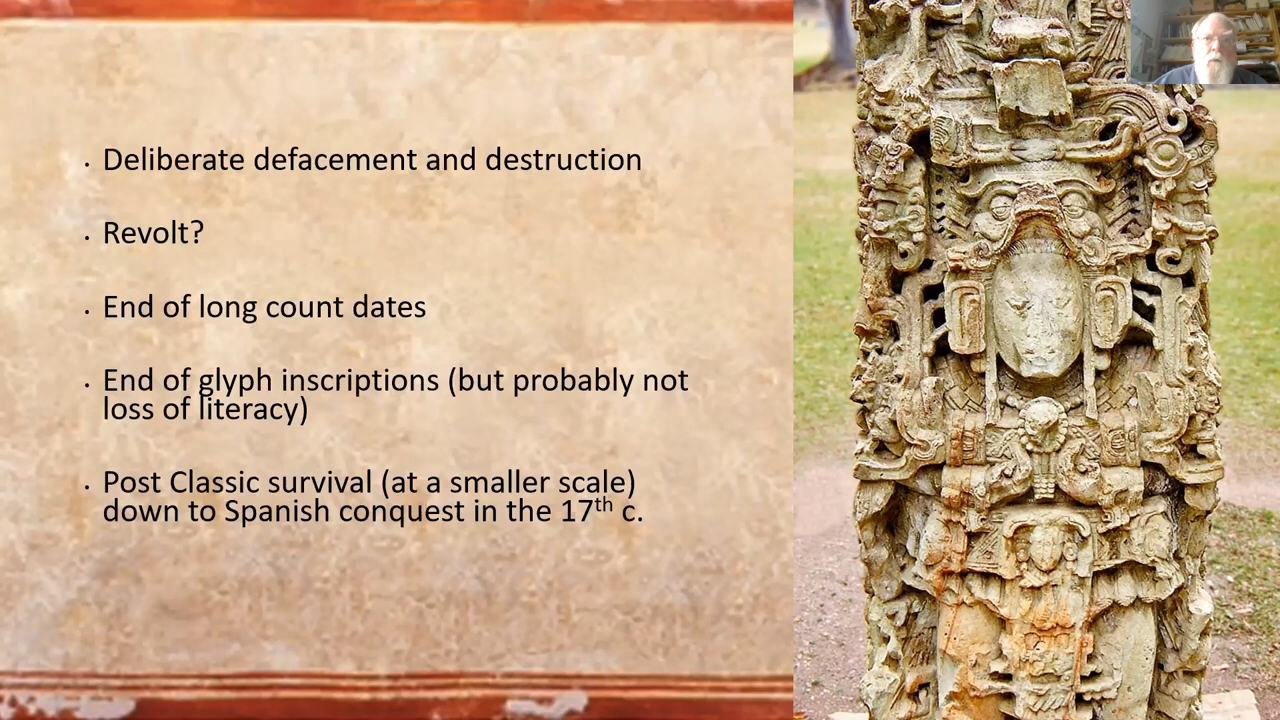 Deliberate defacement and destruction
Revolt?
End of long count dates
End of glyph inscriptions (but probably not
loss of literacy)
Post Classic survival (at a smaller scale)
down to Spanish conquest in the 17th c.